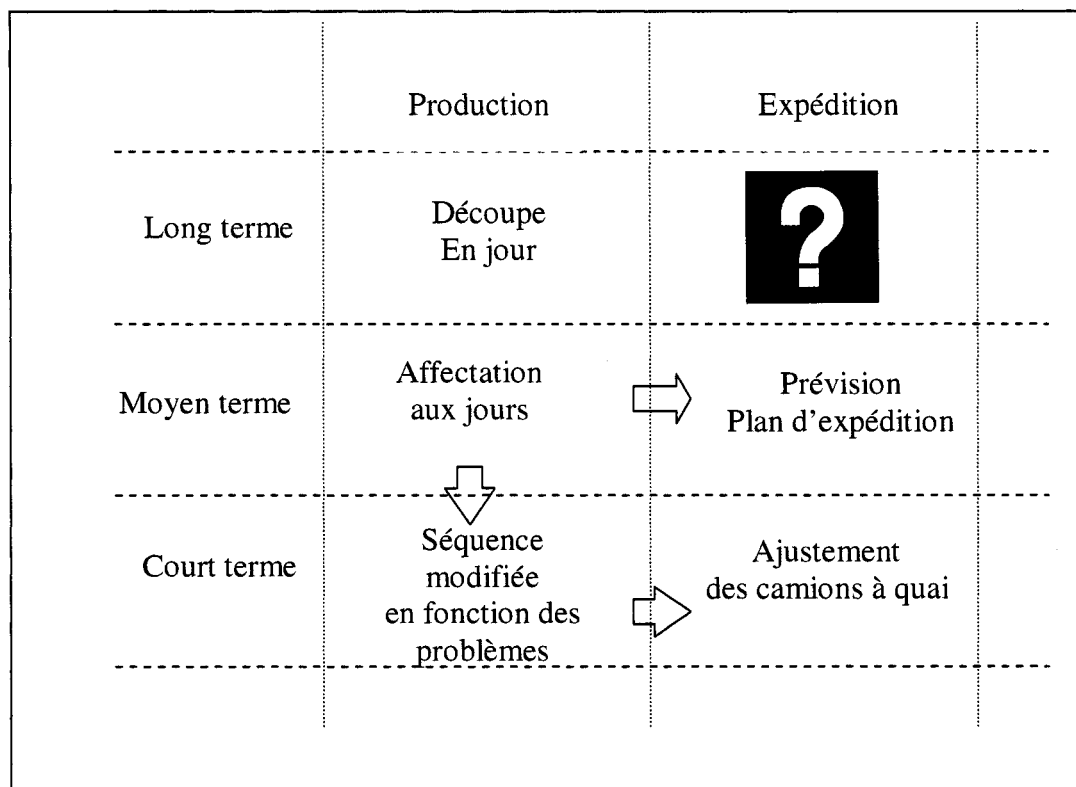 Production Expédition
Long terme
Découpe
En jour
?
Moyen terme
Affectation
aux jours
Prévision
Plan d'expédition
Court terme
Séquence
modifiée
en fonction des
problèmes
Ajustement
des camions à quai